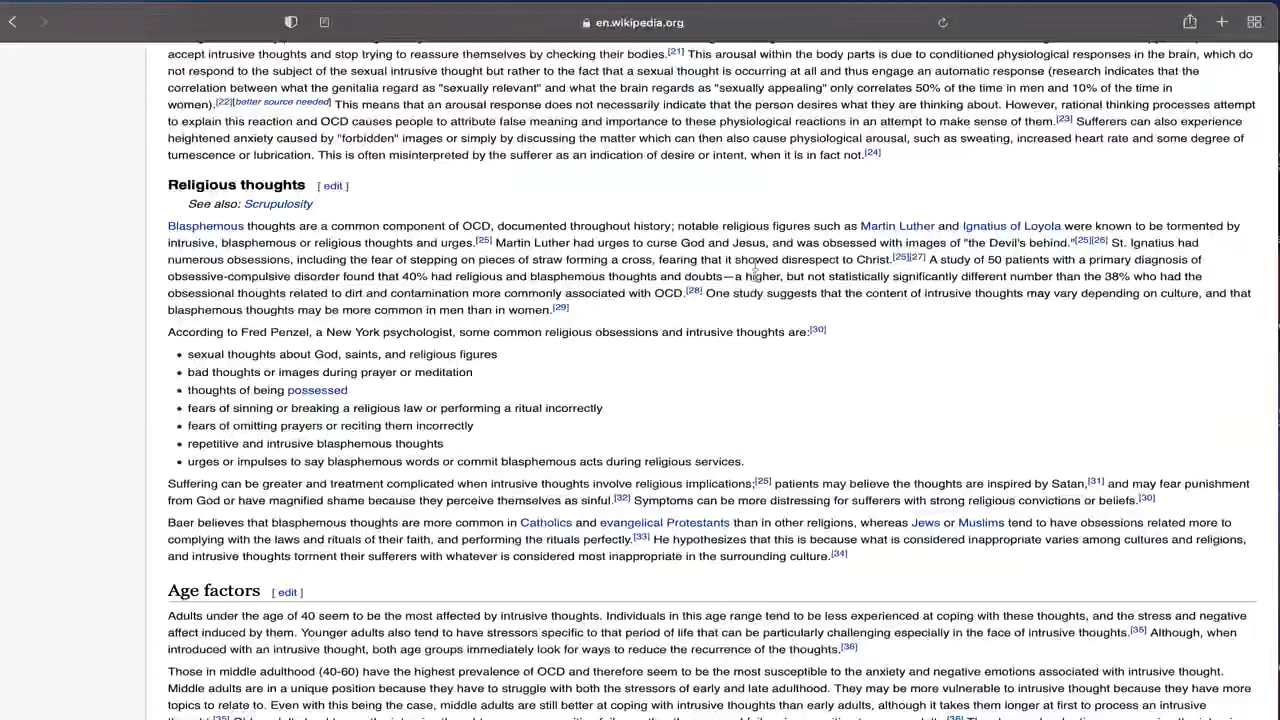 en.wikipedia.org
accept intrusive thoughts and stop trying to reassure themselves by checking their bodies.[21] This arousal within the body parts is due to conditioned physiological responses in the brain, which do
not respond to the subject of the sexual intrusive thought but rather to the fact that a sexual thought is occurring at all and thus engage an automatic response (research indicates that the
correlation between what the genitalia regard as "sexually relevant" and what the brain regards as "sexually appealing" only correlates 50% of the time in men and 10% of the time in
women).[22][better source needed] This means that an arousal response does not necessarily indicate that the person desires what they are thinking about. However, rational thinking processes attempt
to explain this reaction and OCD causes people to attribute false meaning and importance to these physiological reactions in an attempt to make sense of them.[23] Sufferers can also experience
heightened anxiety caused by "forbidden" images or simply by discussing the matter which can then also cause physiological arousal, such as sweating, increased heart rate and some degree of
tumescence or lubrication. This is often misinterpreted by the sufferer as an indication of desire or intent, when it is in fact not.[24]
Religious thoughts [ edit ]
See also: Scrupulosity
Blasphemous thoughts are a common component of OCD, documented throughout history; notable religious figures such as Martin Luther and Ignatius of Loyola were known to be tormented by
intrusive, blasphemous or religious thoughts and urges.[25] Martin Luther had urges to curse God and Jesus, and was obsessed with images of "the Devil's behind."[25][26] St. Ignatius had
numerous obsessions, including the fear of stepping on pieces of straw forming a cross, fearing that it showed disrespect to Christ.[25][27] A study of 50 patients with a primary diagnosis of
obsessive-compulsive disorder found that 40% had religious and blasphemous thoughts and doubts—a higher, but not statistically significantly different number than the 38% who had the
obsessional thoughts related to dirt and contamination more commonly associated with OCD.[28] One study suggests that the content of intrusive thoughts may vary depending on culture, and that
blasphemous thoughts may be more common in men than in women.[29]
According to Fred Penzel, a New York psychologist, some common religious obsessions and intrusive thoughts are:[30]
• sexual thoughts about God, saints, and religious figures
• bad thoughts or images during prayer or meditation
• thoughts of being possessed
• fears of sinning or breaking a religious law or performing a ritual incorrectly
• fears of omitting prayers or reciting them incorrectly
• repetitive and intrusive blasphemous thoughts
• urges or impulses to say blasphemous words or commit blasphemous acts during religious services.
Suffering can be greater and treatment complicated when intrusive thoughts involve religious implications;[25] patients may believe the thoughts are inspired by Satan,[31] and may fear punishment
from God or have magnified shame because they perceive themselves as sinful.[32] Symptoms can be more distressing for sufferers with strong religious convictions or beliefs.[30]
Baer believes that blasphemous thoughts are more common in Catholics and evangelical Protestants than in other religions, whereas Jews or Muslims tend to have obsessions related more to
complying with the laws and rituals of their faith, and performing the rituals perfectly.[33] He hypothesizes that this is because what is considered inappropriate varies among cultures and religions,
and intrusive thoughts torment their sufferers with whatever is considered most inappropriate in the surrounding culture.[34]
Age factors [ edit ]
Adults under the age of 40 seem to be the most affected by intrusive thoughts. Individuals in this age range tend to be less experienced at coping with these thoughts, and the stress and negative
affect induced by them. Younger adults also tend to have stressors specific to that period of life that can be particularly challenging especially in the face of intrusive thoughts.[35] Although, when
introduced with an intrusive thought, both age groups immediately look for ways to reduce the recurrence of the thoughts.[36]
Those in middle adulthood (40-60) have the highest prevalence of OCD and therefore seem to be the most susceptible to the anxiety and negative emotions associated with intrusive thought.
Middle adults are in a unique position because they have to struggle with both the stressors of early and late adulthood. They may be more vulnerable to intrusive thought because they have more
topics to relate to. Even with this being the case, middle adults are still better at coping with intrusive thoughts than early adults, although it takes them longer at first to process an intrusive